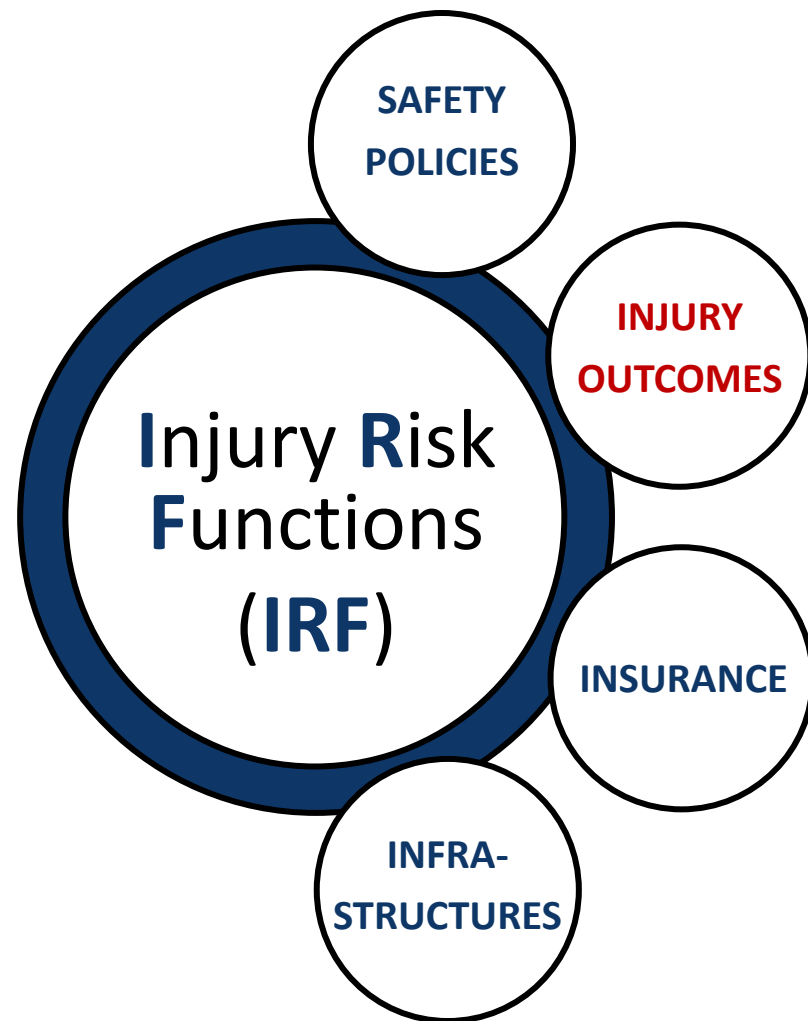 SAFETY
POLICIES
INJURY
OUTCOMES
Injury Risk
Functions
(IRF)
INSURANCE
INFRA-
STRUCTURES